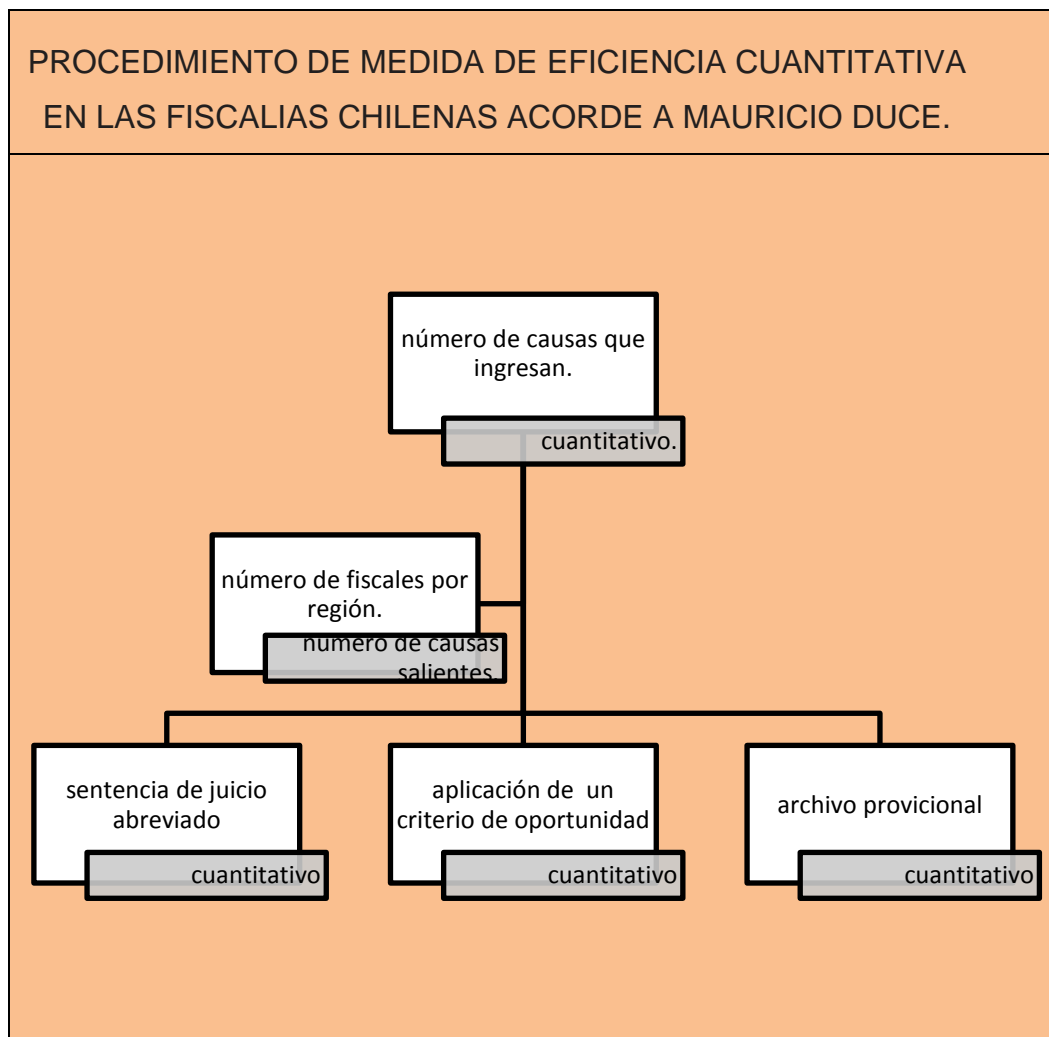 PROCEDIMIENTO DE MEDIDA DE EFICIENCIA CUANTITATIVA
EN LAS FISCALIAS CHILENAS ACORDE A MAURICIO DUCE.
número de causas que
ingresan.
cuantitativo.
número de fiscales por
región.
número de causas
salientes.
sentencia de juicio
abreviado
cuantitativo
aplicación de un
criterio de oportunidad
cuantitativo
archivo provicional
cuantitativo